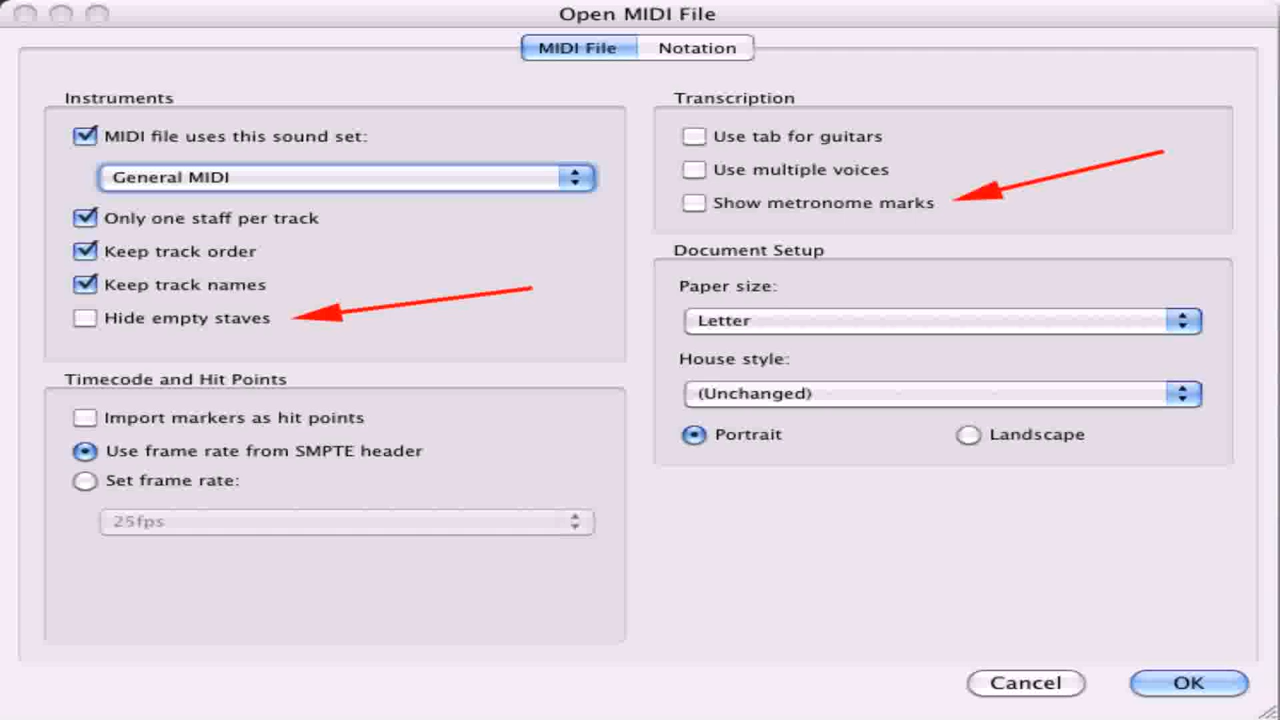 Open MIDI File
MIDI File
Notation
Instruments
MIDI file uses this sound set:
General MIDI
Only one staff per track
Keep track order
Keep track names
Hide empty staves
Timecode and Hit Points
Import markers as hit points
Use frame rate from SMPTE header
Set frame rate:
25fps
Transcription
Use tab for guitars
Use multiple voices
Show metronome marks
Document Setup
Paper size:
Letter
House style:
(Unchanged)
Portrait
Landscape
Cancel
OK